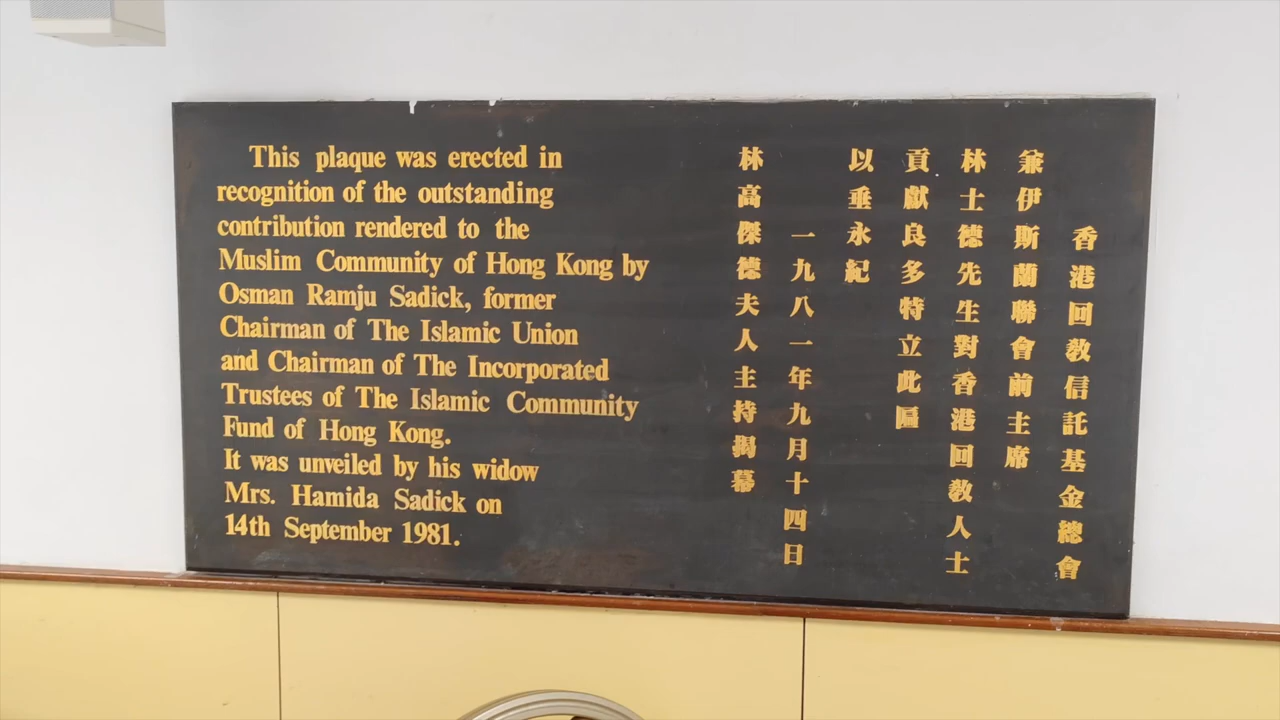 This plaque was erected in
recognition of the outstanding
contribution rendered to the
Muslim Community of Hong Kong by
Osman Ramju Sadick, former
Chairman of The Islamic Union
and Chairman of The Incorporated
Trustees of The Islamic Community
Fund of Hong Kong.
It was unveiled by his widow
Mrs. Hamida Sadick on
14th September 1981.
香港回教信託基金總會
兼伊斯蘭聯會前主席
林士德先生對香港回教人士
貢獻良多特立此匾
以垂永紀
一九八一年九月十四日
林高傑德夫人主持揭幕